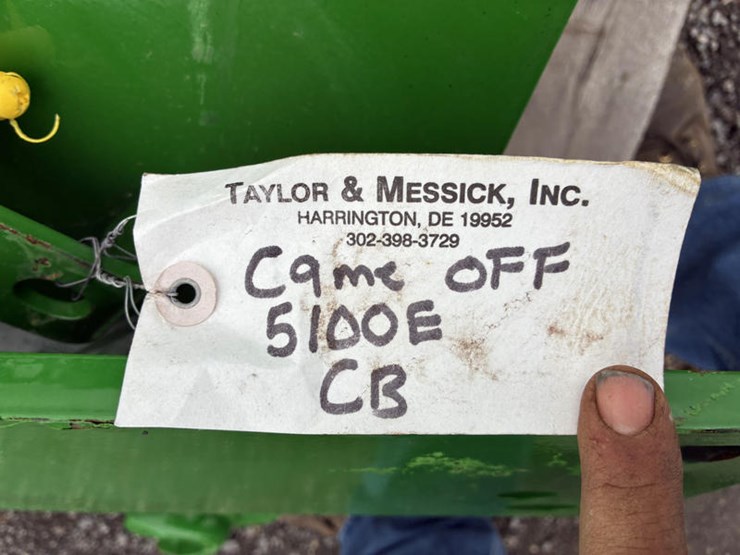 TAYLOR & MESSICK, INC.
HARRINGTON, DE 19952
302-398-3729
Came OFF
5100E
CB